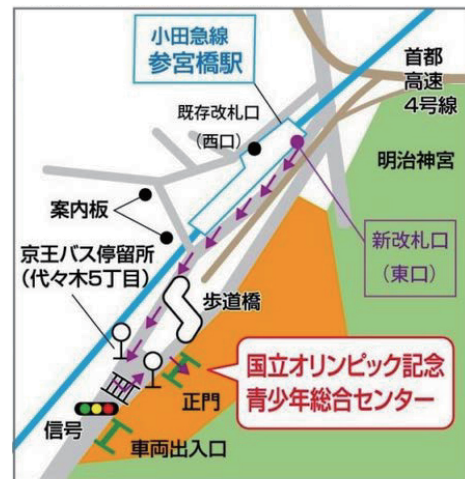 小田急線
参宮橋駅
首都
高速
4号線
既存改札口
(西口)
明治神宮
案内板
新改札口
(東口)
京王バス停留所
(代々木5丁目)
歩道橋
国立オリンピック記念
青少年総合センター
正門
信号
車両出入口